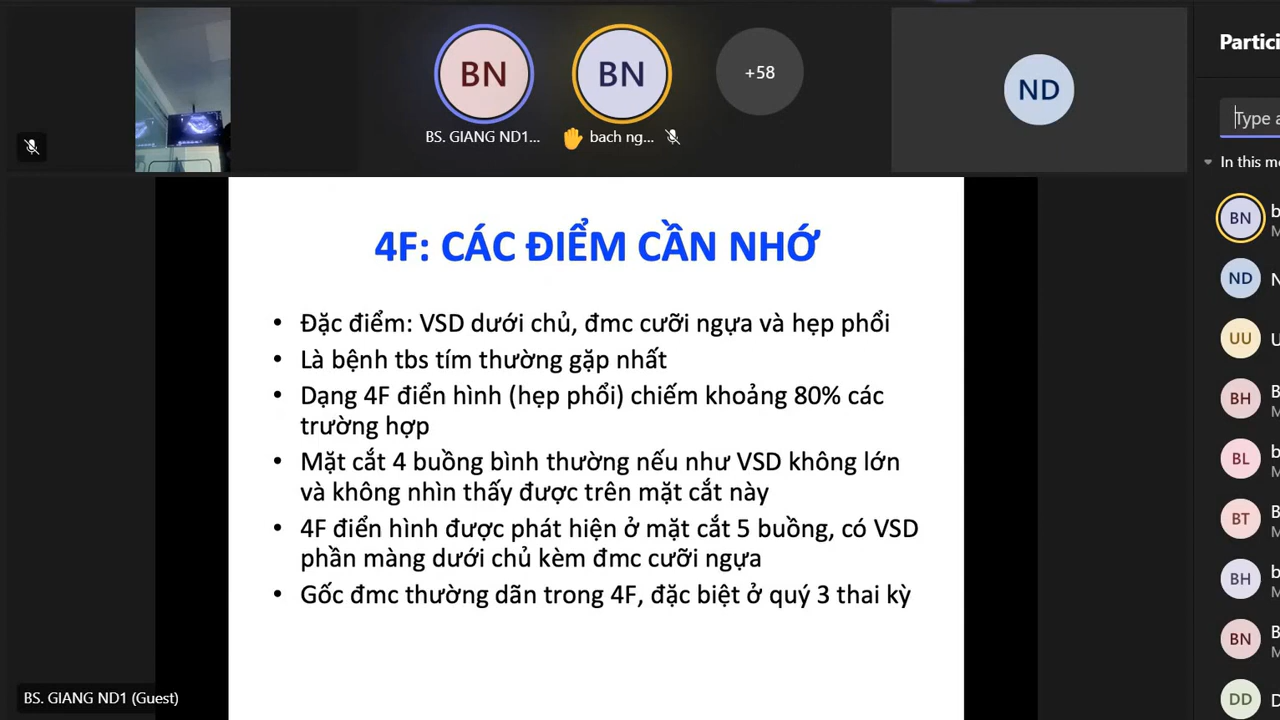 BN
BN
+58
ND
BS. GIANG ND1...
bach ng...
Partici
Type a
In this me
4F: CÁC ĐIỂM CẦN NHỚ
• Đặc điểm: VSD dưới chủ, đmc cưỡi ngựa và hẹp phổi
• Là bệnh tbs tím thường gặp nhất
• Dạng 4F điển hình (hẹp phổi) chiếm khoảng 80% các
trường hợp
• Mặt cắt 4 buồng bình thường nếu như VSD không lớn
và không nhìn thấy được trên mặt cắt này
• 4F điển hình được phát hiện ở mặt cắt 5 buồng, có VSD
phần màng dưới chủ kèm đmc cưỡi ngựa
• Gốc đmc thường dãn trong 4F, đặc biệt ở quý 3 thai kỳ
BS. GIANG ND1 (Guest)
BN
ND
UU
BH
BL
BT
BH
BN
DD